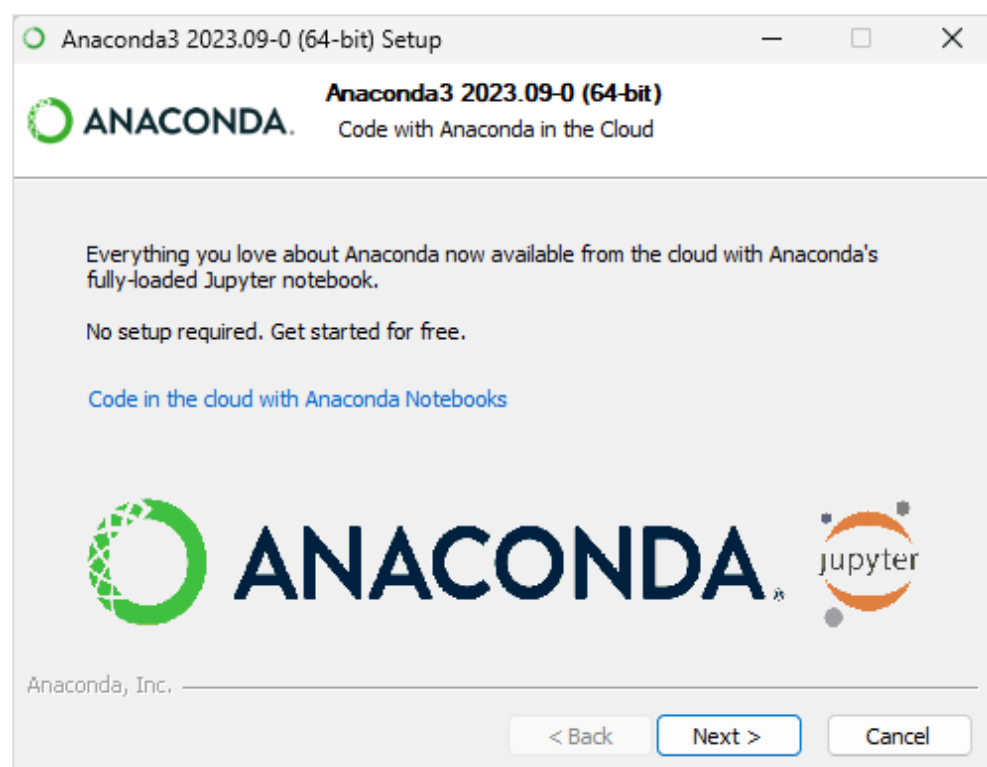 Anaconda3 2023.09-0 (64-bit) Setup
ANACONDA.
Anaconda3 2023.09-0 (64-bit)
Code with Anaconda in the Cloud
Everything you love about Anaconda now available from the cloud with Anaconda's
fully-loaded Jupyter notebook.
No setup required. Get started for free.
Code in the cloud with Anaconda Notebooks
ANACONDA.®
jupyter
Anaconda, Inc.
< Back Next > Cancel